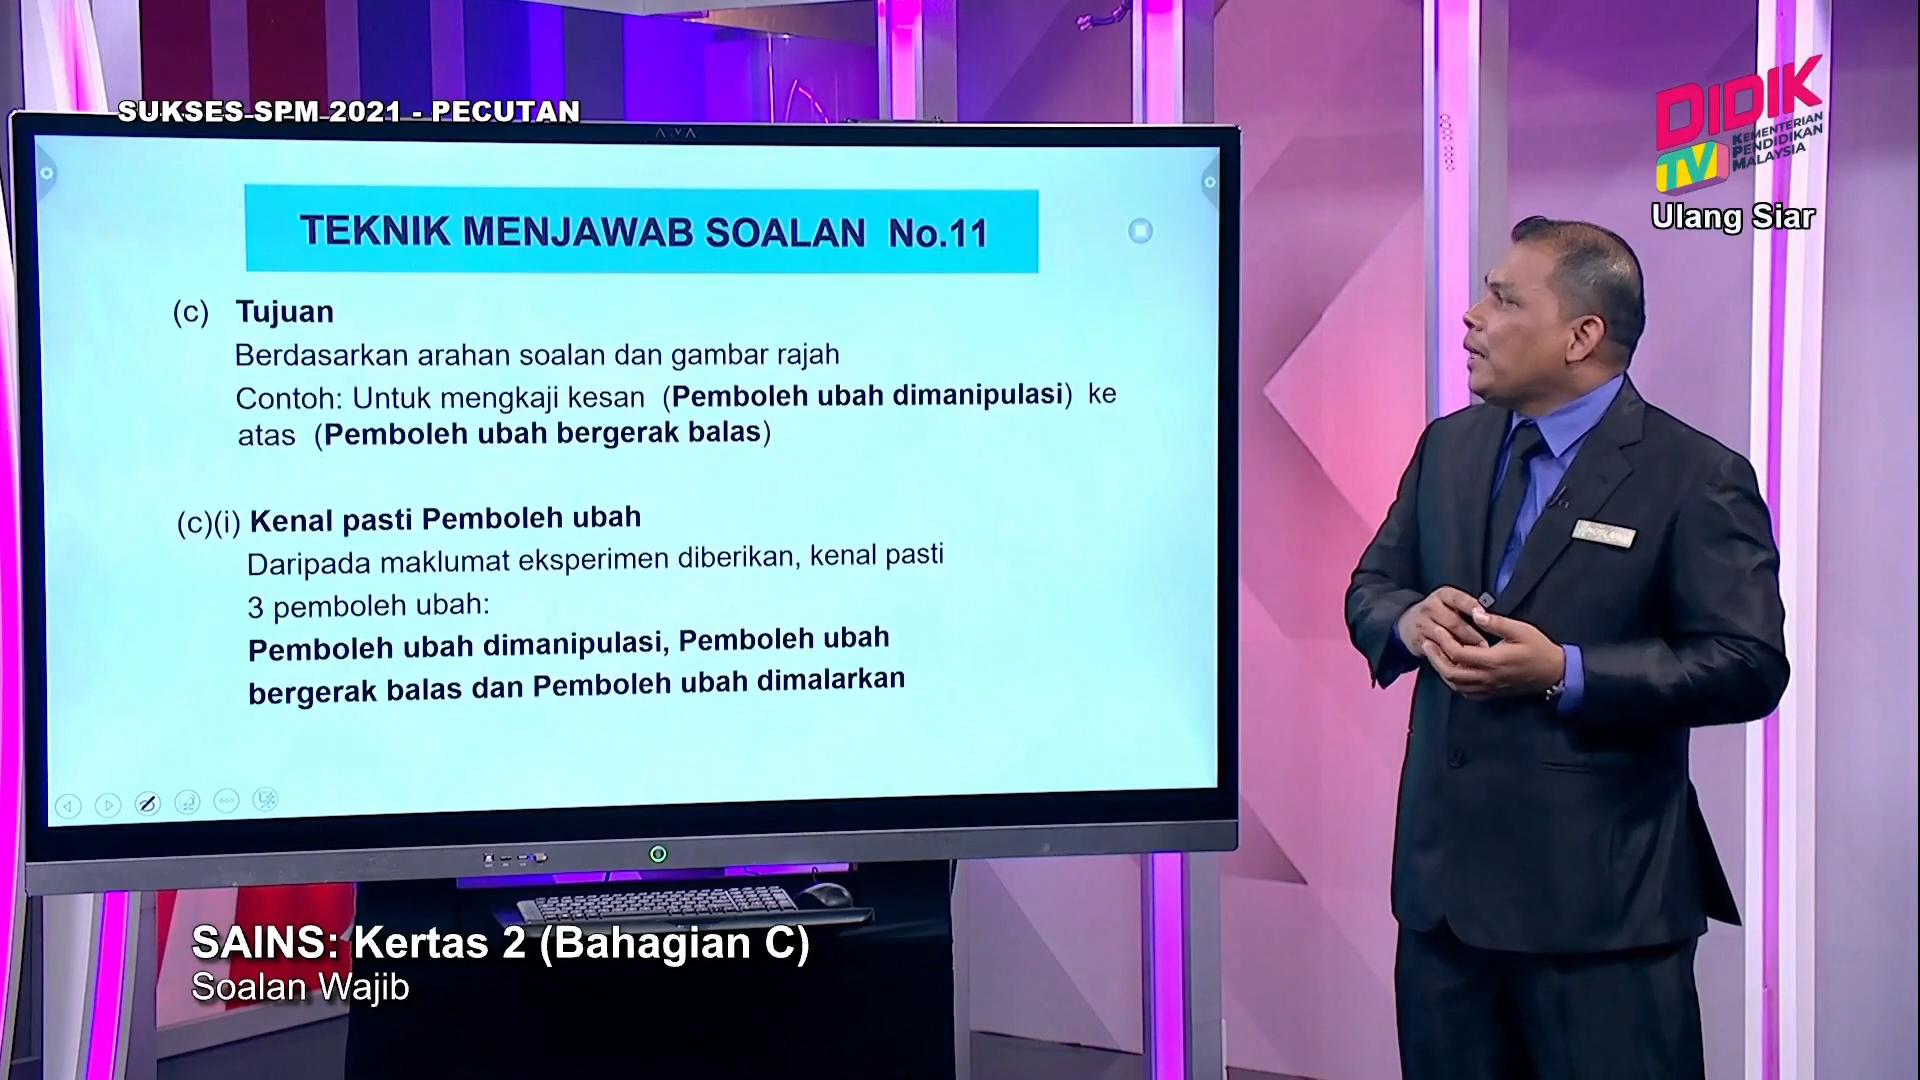 SUKSES SPM 2021 - PECUTAN
DIDIK
TV
KEMENTERIAN
PENDIDIKAN
MALAYSIA
Ulang Siar
TEKNIK MENJAWAB SOALAN No.11
(c) Tujuan
Berdasarkan arahan soalan dan gambar rajah
Contoh: Untuk mengkaji kesan (Pemboleh ubah dimanipulasi) ke
atas (Pemboleh ubah bergerak balas)
(c)(i) Kenal pasti Pemboleh ubah
Daripada maklumat eksperimen diberikan, kenal pasti
3 pemboleh ubah:
Pemboleh ubah dimanipulasi, Pemboleh ubah
bergerak balas dan Pemboleh ubah dimalarkan
SAINS: Kertas 2 (Bahagian C)
Soalan Wajib